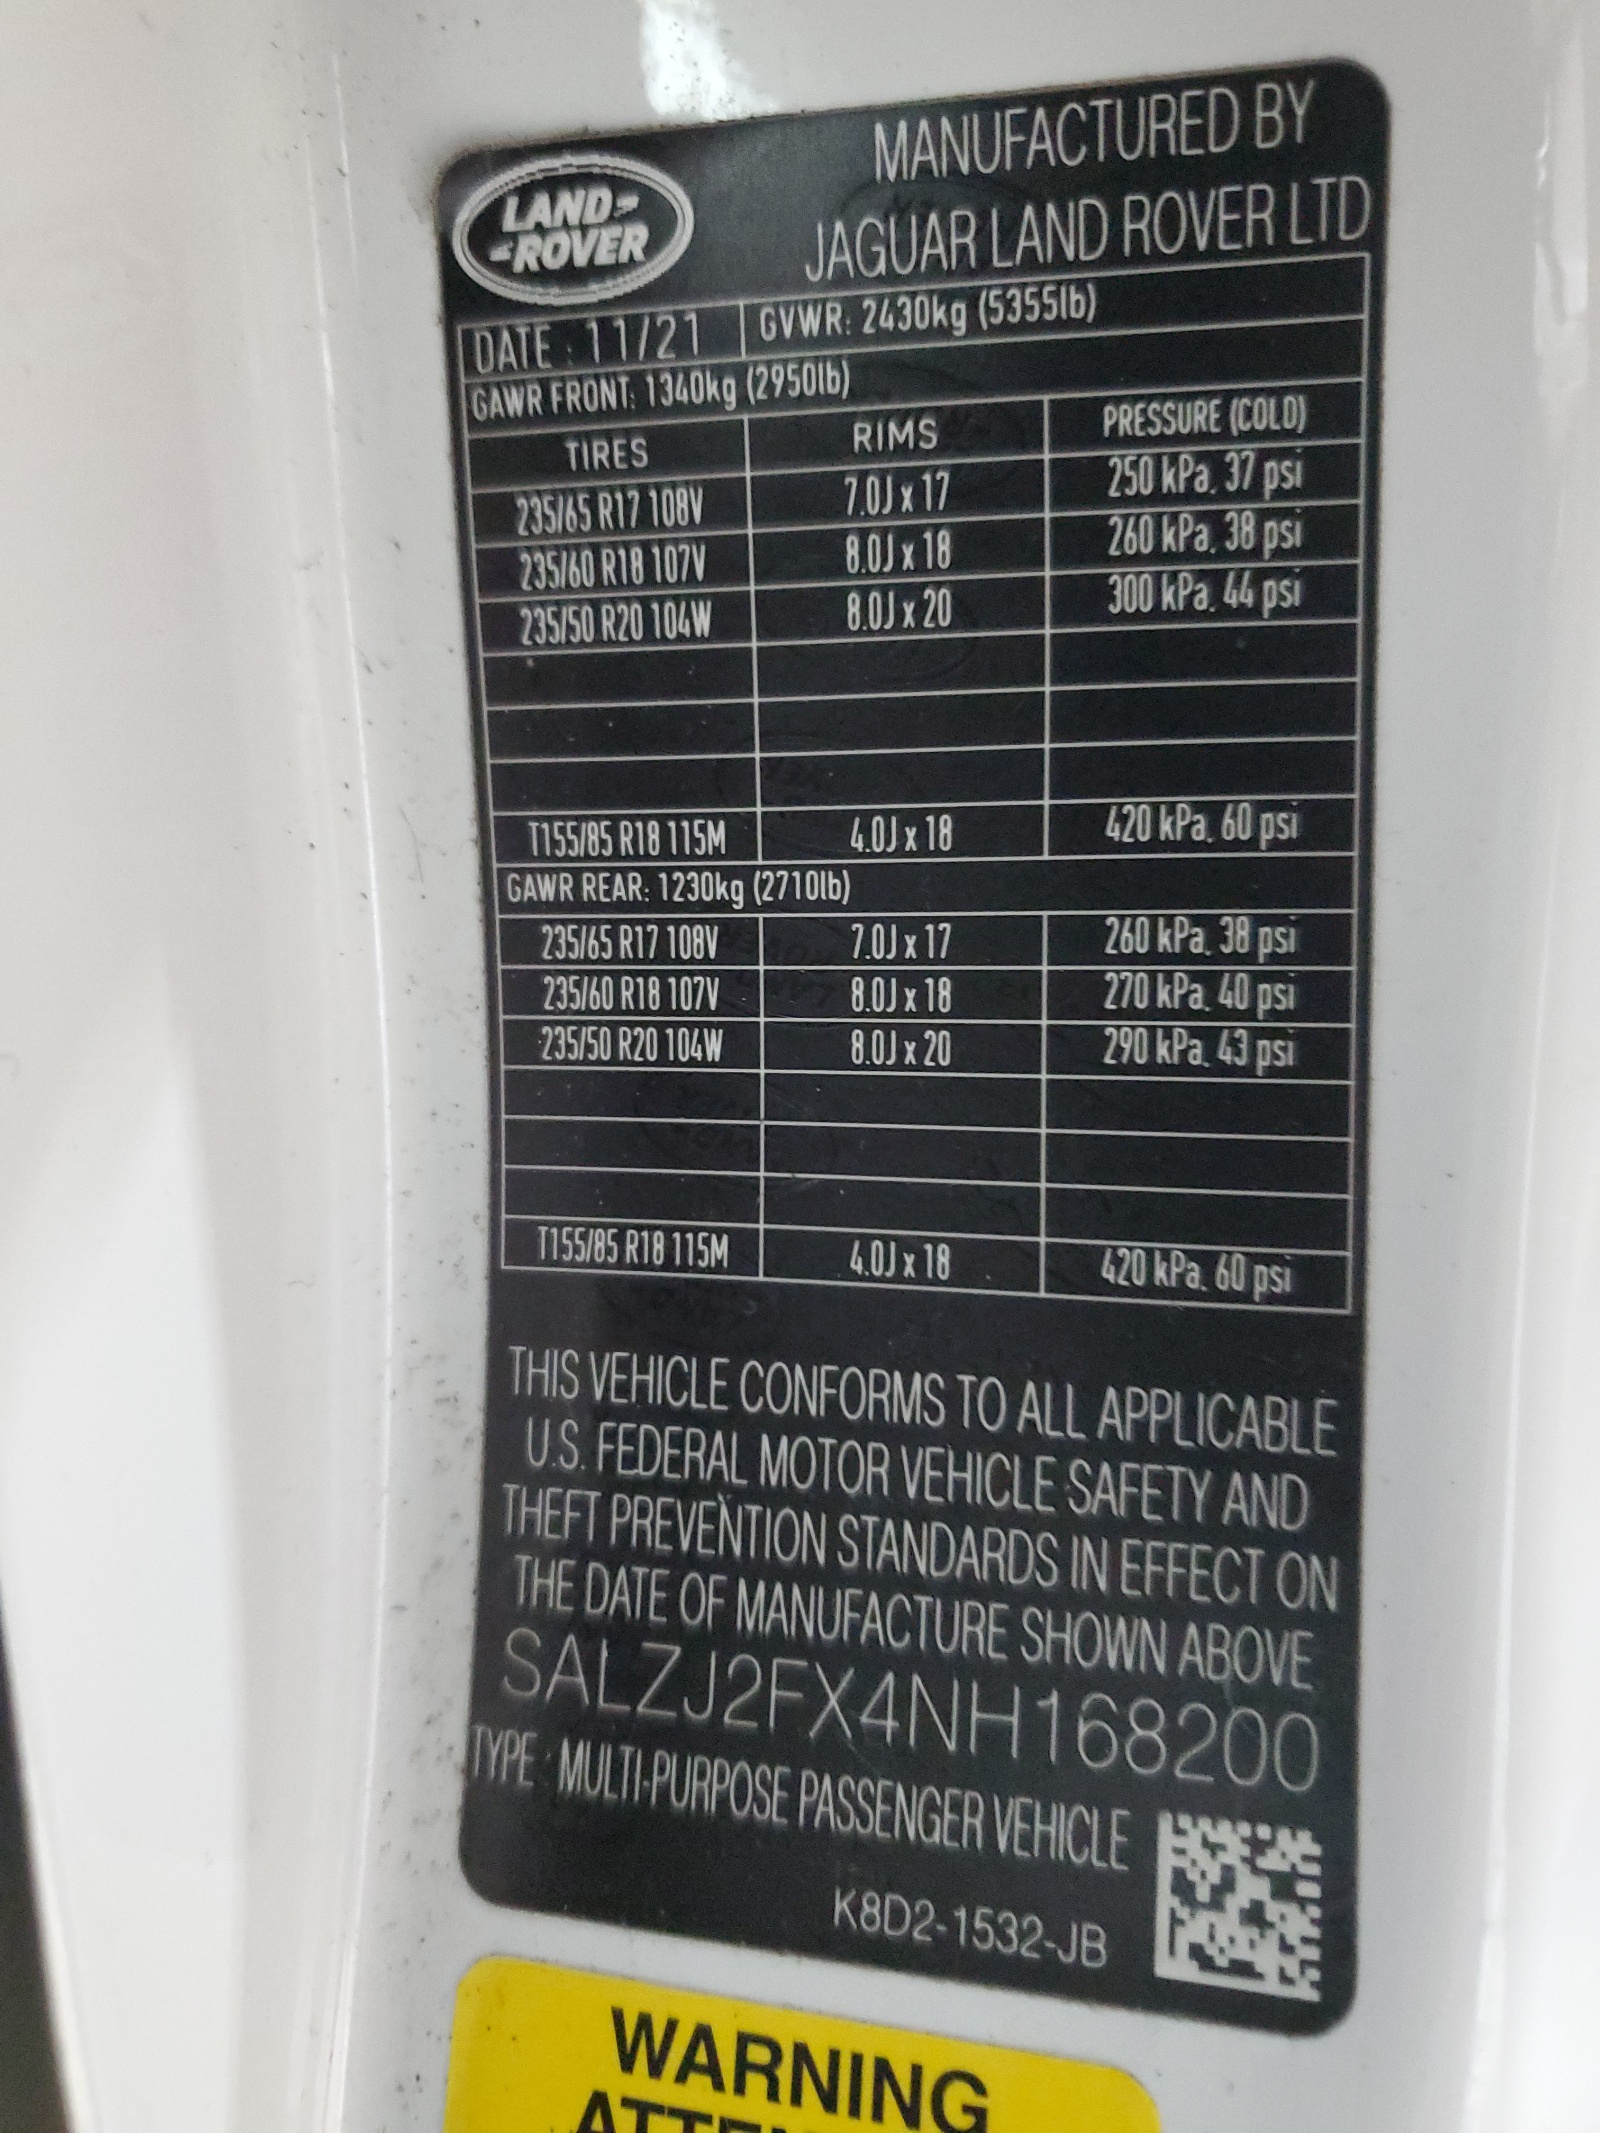 LAND-
-ROVER
MANUFACTURED BY
JAGUAR LAND ROVER LTD
DATE : 11/21 GVWR: 2430kg (5355lb)
GAWR FRONT: 1340kg (2950lb)
TIRES RIMS PRESSURE (COLD)
235/65 R17 108V 7.0J x 17 250 kPa. 37 psi
235/60 R18 107V 8.0J x 18 260 kPa. 38 psi
235/50 R20 104W 8.0J x 20 300 kPa. 44 psi
T155/85 R18 115M 4.0J x 18 420 kPa. 60 psi
GAWR REAR: 1230kg (2710lb)
235/65 R17 108V 7.0J x 17 260 kPa. 38 psi
235/60 R18 107V 8.0J x 18 270 kPa. 40 psi
235/50 R20 104W 8.0J x 20 290 kPa. 43 psi
T155/85 R18 115M 4.0J x 18 420 kPa. 60 psi
THIS VEHICLE CONFORMS TO ALL APPLICABLE
U.S. FEDERAL MOTOR VEHICLE SAFETY AND
THEFT PREVENTION STANDARDS IN EFFECT ON
THE DATE OF MANUFACTURE SHOWN ABOVE
SALZJ2FX4NH168200
TYPE : MULTI-PURPOSE PASSENGER VEHICLE
K8D2-1532-JB
WARNING